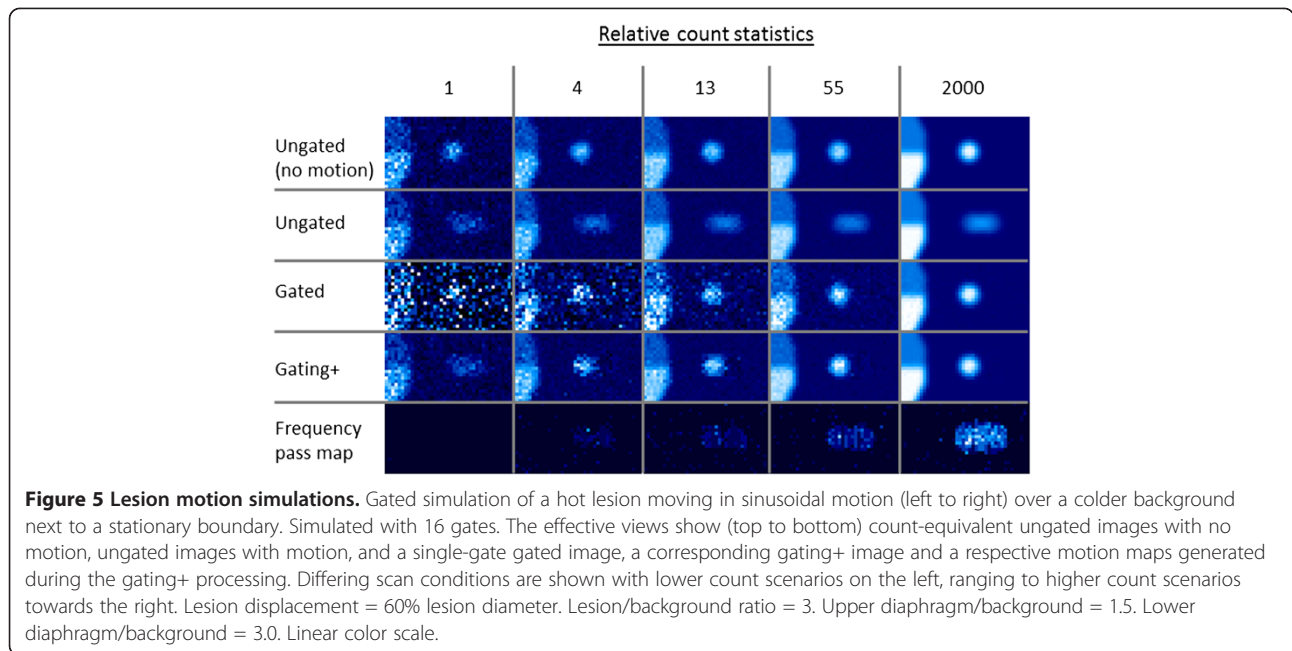 Relative count statistics
1 4 13 55 2000
Ungated
(no motion)
Ungated
Gated
Gating+
Frequency
pass map
Figure 5 Lesion motion simulations. Gated simulation of a hot lesion moving in sinusoidal motion (left to right) over a colder background
next to a stationary boundary. Simulated with 16 gates. The effective views show (top to bottom) count-equivalent ungated images with no
motion, ungated images with motion, and a single-gate gated image, a corresponding gating+ image and a respective motion maps generated
during the gating+ processing. Differing scan conditions are shown with lower count scenarios on the left, ranging to higher count scenarios
towards the right. Lesion displacement = 60% lesion diameter. Lesion/background ratio = 3. Upper diaphragm/background = 1.5. Lower
diaphragm/background = 3.0. Linear color scale.